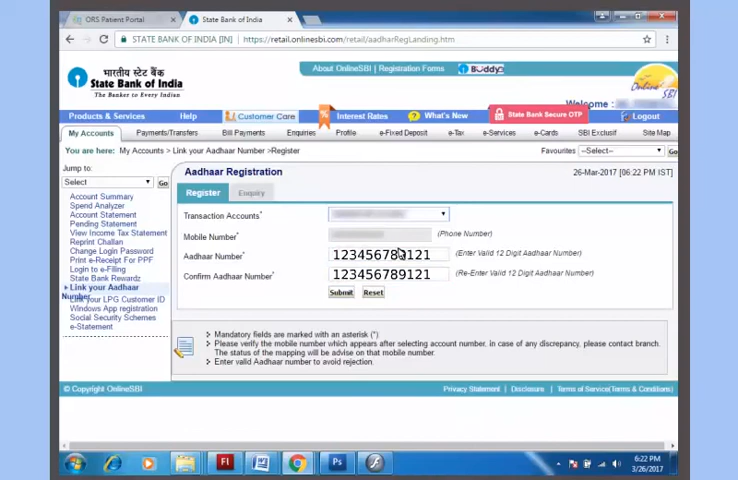 ORS Patient Portal × State Bank of India ×
STATE BANK OF INDIA [IN] https://retail.onlinesbi.com/retail/aadharRegLanding.htm
About OnlineSBI | Registration Forms Buddy
भारतीय स्टेट बैंक
State Bank of India
The Banker to Every Indian
Online SBI
Welcome :
Products & Services Help Customer Care Interest Rates What's New State Bank Secure OTP Logout
My Accounts Payments/Transfers Bill Payments Enquiries Profile e-Fixed Deposit e-Tax e-Services e-Cards SBI Exclusif Site Map
You are here: My Accounts > Link your Aadhaar Number >Register Favourites --Select-- Go
Jump to:
Select Go
Account Summary
Spend Analyzer
Account Statement
Pending Statement
View Income Tax Statement
Reprint Challan
Change Login Password
Print e-Receipt For PPF
Login to e-Filing
State Bank Rewardz
Link your Aadhaar Number
Link your LPG Customer ID
Windows App registration
Social Security Schemes
e-Statement
Aadhaar Registration 26-Mar-2017 [06:22 PM IST]
Register Enquiry
Transaction Accounts*
Mobile Number* (Phone Number)
Aadhaar Number* 123456789121 (Enter Valid 12 Digit Aadhaar Number)
Confirm Aadhaar Number* 123456789121 (Re-Enter Valid 12 Digit Aadhaar Number)
Submit Reset
Mandatory fields are marked with an asterisk (*)
Please verify the mobile number which appears after selecting account number, in case of any discrepancy, please contact branch.
The status of the mapping will be advise on that mobile number.
Enter valid Aadhaar number to avoid rejection.
© Copyright OnlineSBI Privacy Statement | Disclosure | Terms of Service(Terms & Conditions)
Fl Ps
6:22 PM
3/26/2017